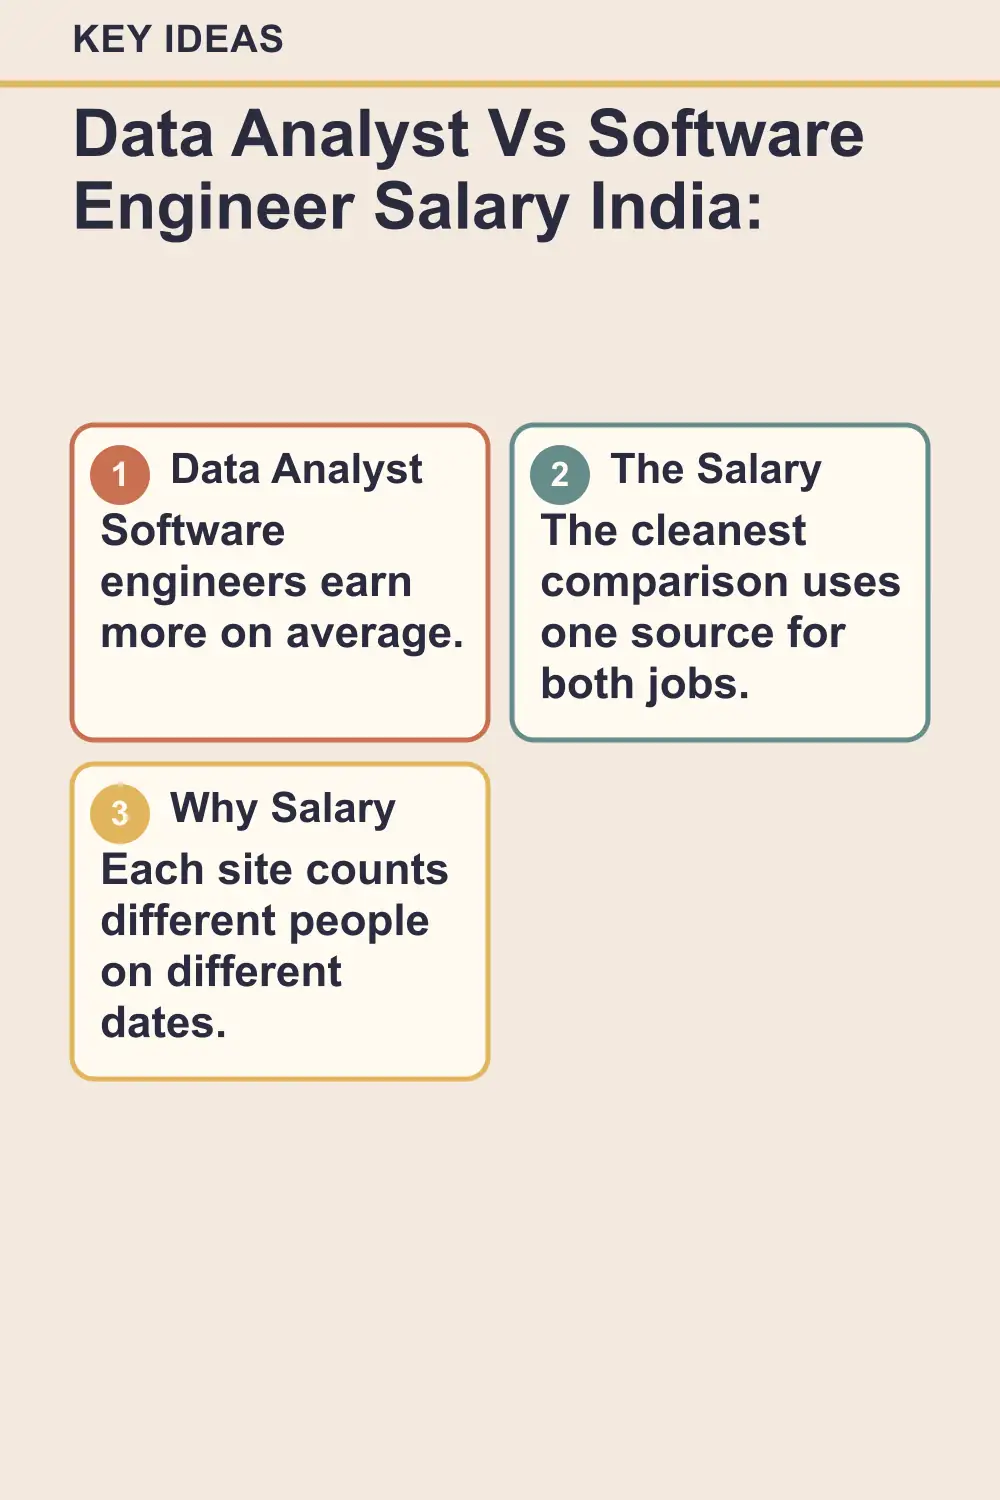 KEY IDEAS
Data Analyst Vs Software
Engineer Salary India:
1 Data Analyst
Software
engineers earn
more on average.
2 The Salary
The cleanest
comparison uses
one source for
both jobs.
3 Why Salary
Each site counts
different people
on different
dates.